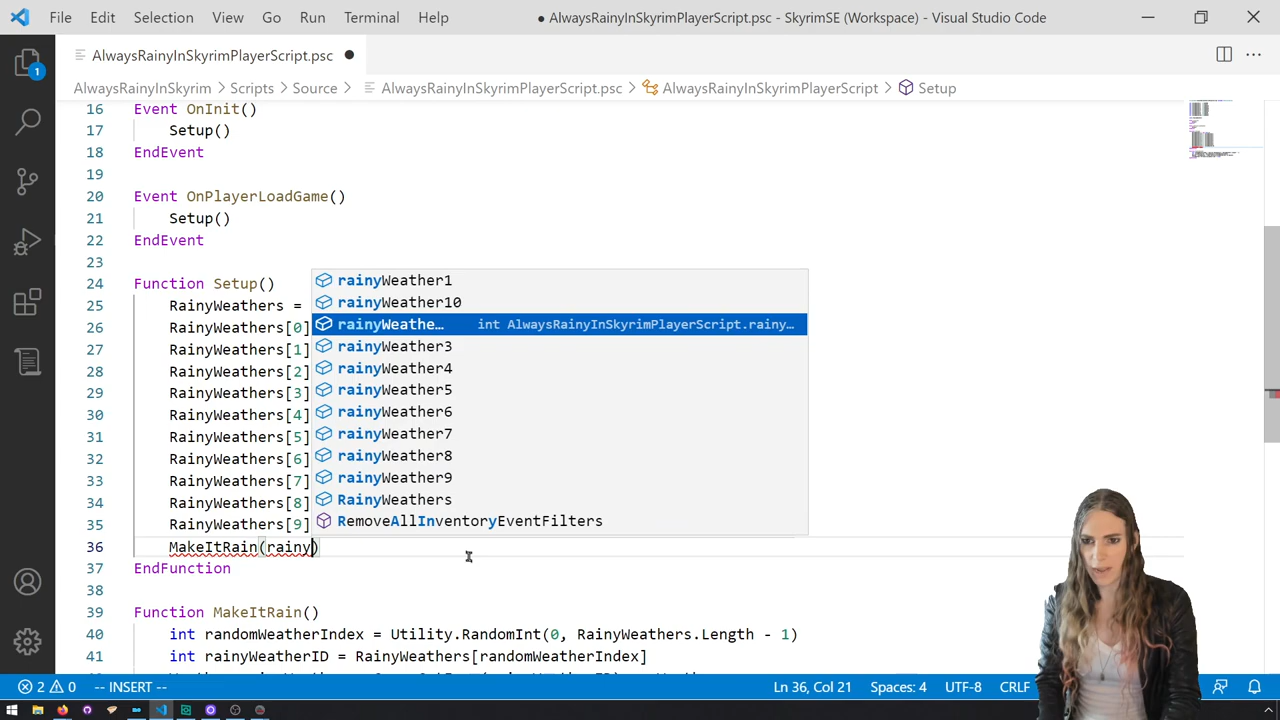 File Edit Selection View Go Run Terminal Help ● AlwaysRainyInSkyrimPlayerScript.psc - SkyrimSE (Workspace) - Visual Studio Code
AlwaysRainyInSkyrimPlayerScript.psc ●
AlwaysRainyInSkyrim > Scripts > Source > AlwaysRainyInSkyrimPlayerScript.psc > AlwaysRainyInSkyrimPlayerScript > Setup
1
16 Event OnInit()
17 Setup()
18 EndEvent
19
20 Event OnPlayerLoadGame()
21 Setup()
22 EndEvent
23
24 Function Setup()
25 RainyWeathers =
26 RainyWeathers[0]
27 RainyWeathers[1]
28 RainyWeathers[2]
29 RainyWeathers[3]
30 RainyWeathers[4]
31 RainyWeathers[5]
32 RainyWeathers[6]
33 RainyWeathers[7]
34 RainyWeathers[8]
35 RainyWeathers[9]
rainyWeather1
rainyWeather10
rainyWeathe… int AlwaysRainyInSkyrimPlayerScript.rainy…
rainyWeather3
rainyWeather4
rainyWeather5
rainyWeather6
rainyWeather7
rainyWeather8
rainyWeather9
RainyWeathers
RemoveAllInventoryEventFilters
36 MakeItRain(rainy)
37 EndFunction
38
39 Function MakeItRain()
40 int randomWeatherIndex = Utility.RandomInt(0, RainyWeathers.Length - 1)
41 int rainyWeatherID = RainyWeathers[randomWeatherIndex]
2 0 -- INSERT -- Ln 36, Col 21 Spaces: 4 UTF-8 CRLF